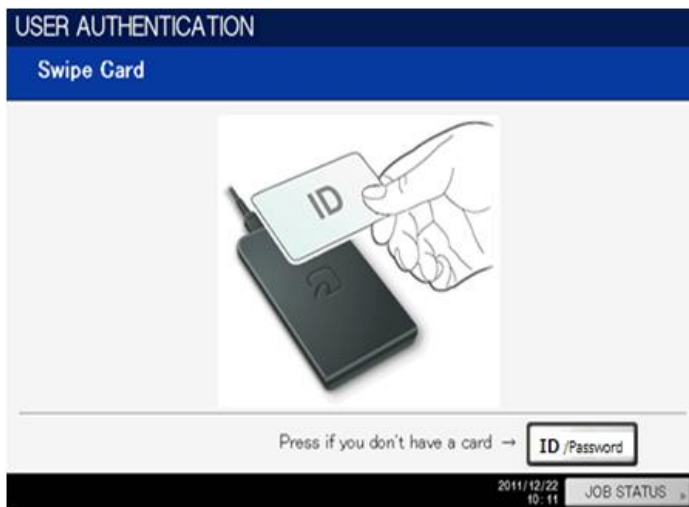 USER AUTHENTICATION
Swipe Card
ID
Press if you don't have a card → ID /Password
2011/12/22
10:11
JOB STATUS